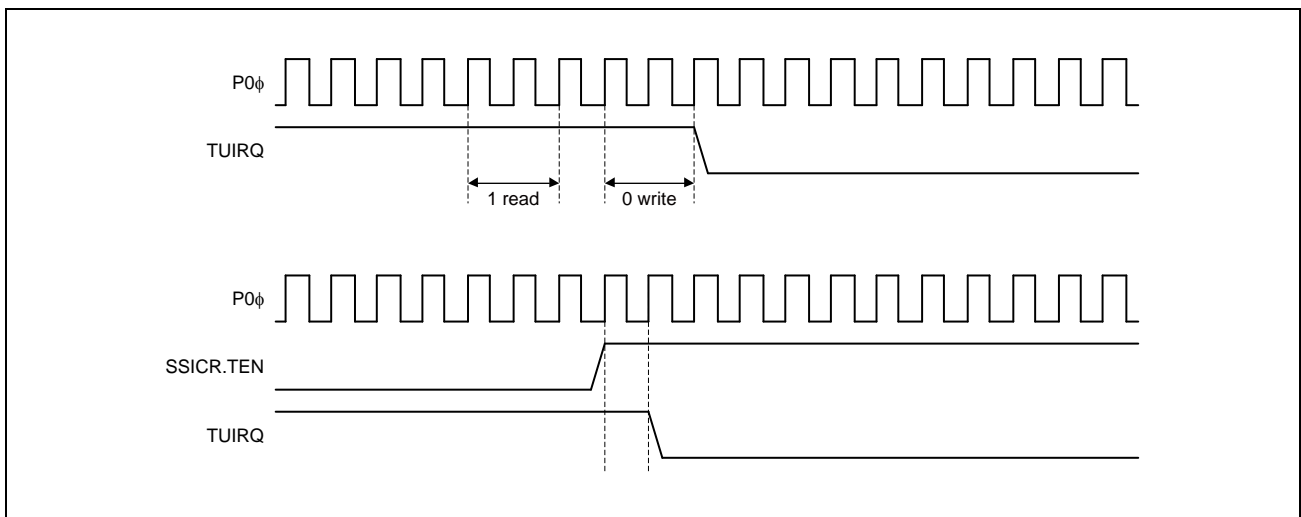 P0ϕ
TUIRQ
1 read 0 write
P0ϕ
SSICR.TEN
TUIRQ